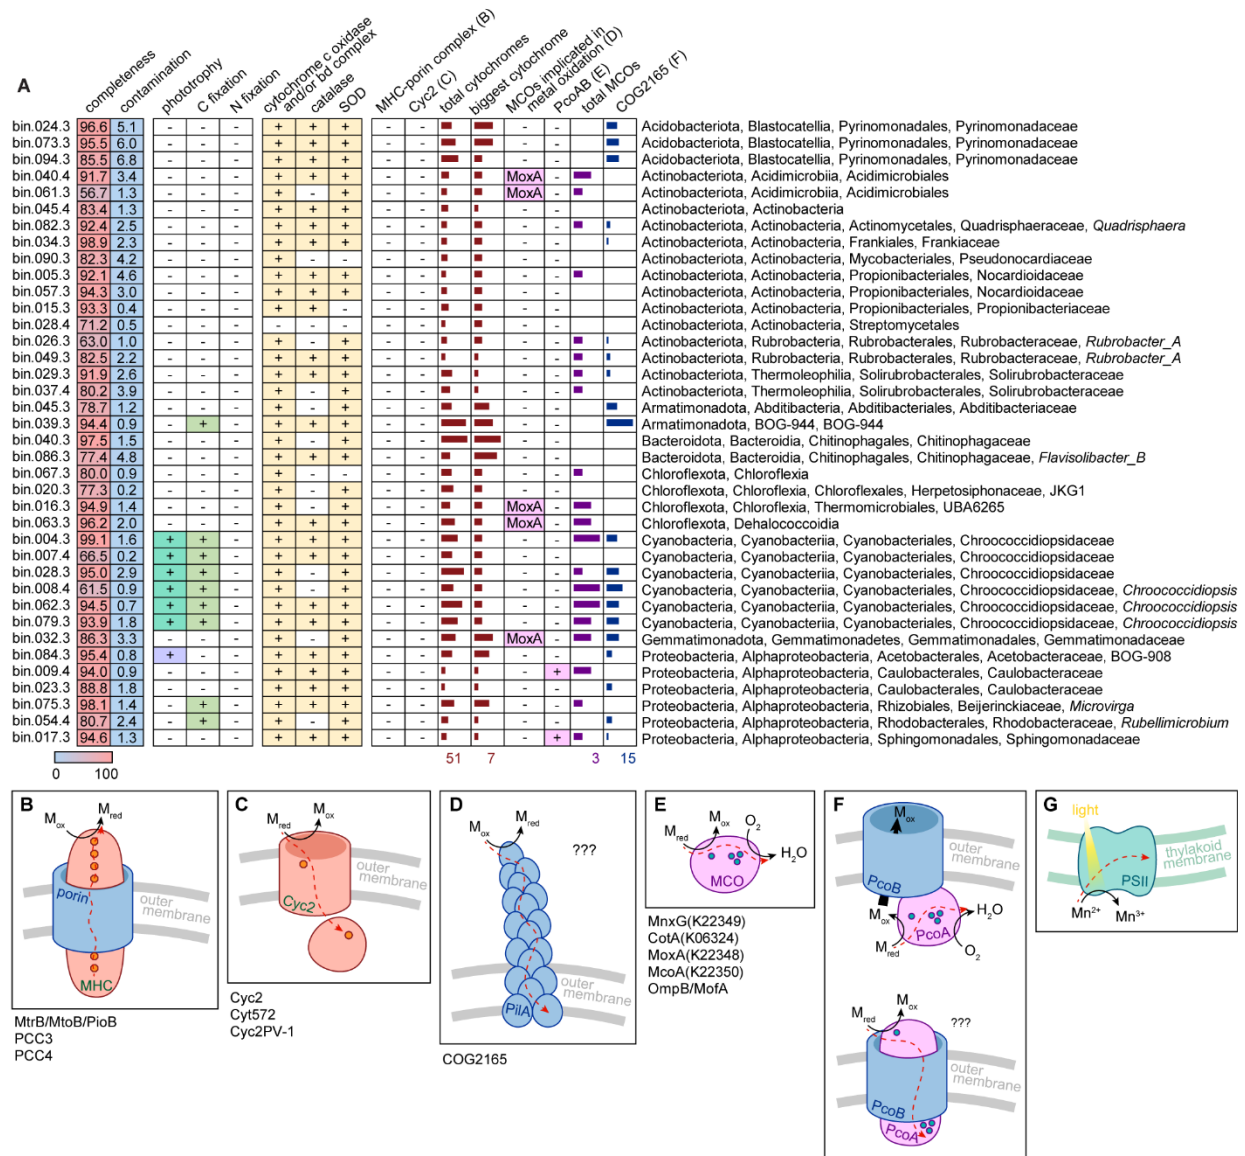 A
completeness
contamination
phototrophy
C fixation
N fixation
cytochrome c oxidase
and/or bd complex
catalase
SOD
MHC-porin complex (B)
Cyc2 (C)
total cytochromes
biggest cytochrome
MCOs implicated in
metal oxidation (D)
PcoAB (E)
total MCOs
COG2165 (F)
bin.024.3 96.6 5.1 - - - + + + - - - - Acidobacteriota, Blastocatellia, Pyrinomonadales, Pyrinomonadaceae
bin.073.3 95.5 6.0 - - - + + + - - - - Acidobacteriota, Blastocatellia, Pyrinomonadales, Pyrinomonadaceae
bin.094.3 85.5 6.8 - - - + + + - - - - Acidobacteriota, Blastocatellia, Pyrinomonadales, Pyrinomonadaceae
bin.040.4 91.7 3.4 - - - + + + - - MoxA - Actinobacteriota, Acidimicrobiia, Acidimicrobiales
bin.061.3 56.7 1.3 - - - + - + - - MoxA - Actinobacteriota, Acidimicrobiia, Acidimicrobiales
bin.045.4 83.4 1.3 - - - + + + - - - - Actinobacteriota, Actinobacteria
bin.082.3 92.4 2.5 - - - + + + - - - - Actinobacteriota, Actinobacteria, Actinomycetales, Quadrisphaeraceae, Quadrisphaera
bin.034.3 98.9 2.3 - - - + + + - - - - Actinobacteriota, Actinobacteria, Frankiales, Frankiaceae
bin.090.3 82.3 4.2 - - - + - - - - - - Actinobacteriota, Actinobacteria, Mycobacteriales, Pseudonocardiaceae
bin.005.3 92.1 4.6 - - - + + + - - - - Actinobacteriota, Actinobacteria, Propionibacteriales, Nocardioidaceae
bin.057.3 94.3 3.0 - - - + + + - - - - Actinobacteriota, Actinobacteria, Propionibacteriales, Nocardioidaceae
bin.015.3 93.3 0.4 - - - + + - - - - - Actinobacteriota, Actinobacteria, Propionibacteriales, Propionibacteriaceae
bin.028.4 71.2 0.5 - - - - - - - - - - Actinobacteriota, Actinobacteria, Streptomycetales
bin.026.3 63.0 1.0 - - - + - + - - - - Actinobacteriota, Rubrobacteria, Rubrobacterales, Rubrobacteraceae, Rubrobacter_A
bin.049.3 82.5 2.2 - - - + + + - - - - Actinobacteriota, Rubrobacteria, Rubrobacterales, Rubrobacteraceae, Rubrobacter_A
bin.029.3 91.9 2.6 - - - + + + - - - - Actinobacteriota, Thermoleophilia, Solirubrobacterales, Solirubrobacteraceae
bin.037.4 80.2 3.9 - - - + - + - - - - Actinobacteriota, Thermoleophilia, Solirubrobacterales, Solirubrobacteraceae
bin.045.3 78.7 1.2 - - - + - + - - - - Armatimonadota, Abditibacteria, Abditibacteriales, Abditibacteriaceae
bin.039.3 94.4 0.9 - + - + + + - - - - Armatimonadota, BOG-944, BOG-944
bin.040.3 97.5 1.5 - - - + - + - - - - Bacteroidota, Bacteroidia, Chitinophagales, Chitinophagaceae
bin.086.3 77.4 4.8 - - - + + + - - - - Bacteroidota, Bacteroidia, Chitinophagales, Chitinophagaceae, Flavisolibacter_B
bin.067.3 80.0 0.9 - - - + - - - - - - Chloroflexota, Chloroflexia
bin.020.3 77.3 0.2 - - - + - + - - - - Chloroflexota, Chloroflexia, Chloroflexales, Herpetosiphonaceae, JKG1
bin.016.3 94.9 1.4 - - - + - + - - MoxA - Chloroflexota, Chloroflexia, Thermomicrobiales, UBA6265
bin.063.3 96.2 2.0 - - - + + + - - MoxA - Chloroflexota, Dehalococcoidia
bin.004.3 99.1 1.6 + + - + + + - - - - Cyanobacteria, Cyanobacteriia, Cyanobacteriales, Chroococcidiopsidaceae
bin.007.4 66.5 0.2 + + - + + + - - - - Cyanobacteria, Cyanobacteriia, Cyanobacteriales, Chroococcidiopsidaceae
bin.028.3 95.0 2.9 + + - + - + - - - - Cyanobacteria, Cyanobacteriia, Cyanobacteriales, Chroococcidiopsidaceae
bin.008.4 61.5 0.9 + + - + - + - - - - Cyanobacteria, Cyanobacteriia, Cyanobacteriales, Chroococcidiopsidaceae, Chroococcidiopsis
bin.062.3 94.5 0.7 + + - + + + - - - - Cyanobacteria, Cyanobacteriia, Cyanobacteriales, Chroococcidiopsidaceae, Chroococcidiopsis
bin.079.3 93.9 1.8 + + - + + + - - - - Cyanobacteria, Cyanobacteriia, Cyanobacteriales, Chroococcidiopsidaceae, Chroococcidiopsis
bin.032.3 86.3 3.3 - - - + + + - - MoxA - Gemmatimonadota, Gemmatimonadetes, Gemmatimonadales, Gemmatimonadaceae
bin.084.3 95.4 0.8 + - - + + + - - - - Proteobacteria, Alphaproteobacteria, Acetobacterales, Acetobacteraceae, BOG-908
bin.009.4 94.0 0.9 - - - + + + - - - + Proteobacteria, Alphaproteobacteria, Caulobacterales, Caulobacteraceae
bin.023.3 88.8 1.8 - - - + + + - - - - Proteobacteria, Alphaproteobacteria, Caulobacterales, Caulobacteraceae
bin.075.3 98.1 1.4 - + - + + + - - - - Proteobacteria, Alphaproteobacteria, Rhizobiales, Beijerinckiaceae, Microvirga
bin.054.4 80.7 2.4 - + - + - + - - - - Proteobacteria, Alphaproteobacteria, Rhodobacterales, Rhodobacteraceae, Rubellimicrobium
bin.017.3 94.6 1.3 - - - + + + - - - + Proteobacteria, Alphaproteobacteria, Sphingomonadales, Sphingomonadaceae
0 100
51 7 3 15
B
Mox
Mred
porin
outer
membrane
MHC
MtrB/MtoB/PioB
PCC3
PCC4
C
Mred
Mox
outer
membrane
Cyc2
Cyc2
Cyt572
Cyc2PV-1
D
Mox
Mred
???
outer
membrane
PilA
COG2165
E
Mred
Mox
O2
H2O
MCO
MnxG(K22349)
CotA(K06324)
MoxA(K22348)
McoA(K22350)
OmpB/MofA
F
Mox
outer
membrane
PcoB
Mox
H2O
PcoA
Mred
O2
Mox
Mred
???
outer
membrane
PcoB
PcoA
G
light
thylakoid
membrane
PSII
Mn2+
Mn3+